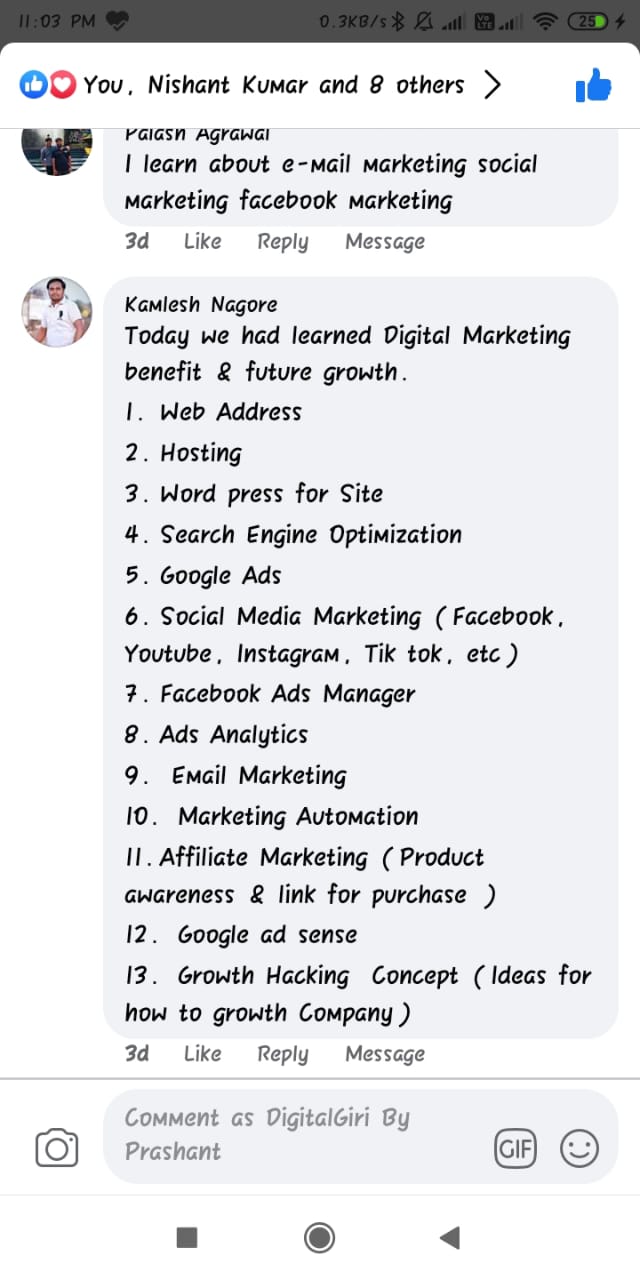 11:03 PM
0.3KB/s
Vo LTE
25
You, Nishant Kumar and 8 others
Palash Agrawal
I learn about e-mail marketing social
marketing facebook marketing
3d Like Reply Message
Kamlesh Nagore
Today we had learned Digital Marketing
benefit & future growth.
1. Web Address
2. Hosting
3. Word press for Site
4. Search Engine Optimization
5. Google Ads
6. Social Media Marketing ( Facebook,
Youtube, Instagram, Tik tok, etc )
7. Facebook Ads Manager
8. Ads Analytics
9. Email Marketing
10. Marketing Automation
11. Affiliate Marketing ( Product
awareness & link for purchase )
12. Google ad sense
13. Growth Hacking Concept ( Ideas for
how to growth Company )
3d Like Reply Message
Comment as DigitalGiri By
Prashant
GIF